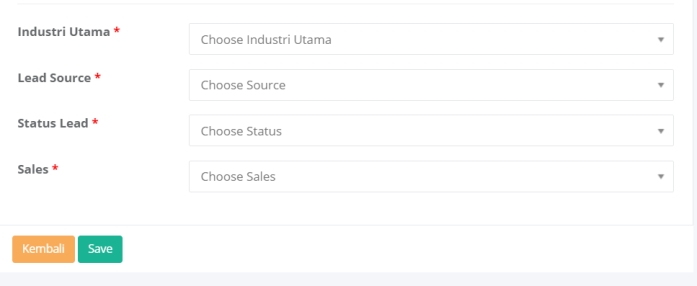 Industri Utama *
Choose Industri Utama
Lead Source *
Choose Source
Status Lead *
Choose Status
Sales *
Choose Sales
Kembali Save